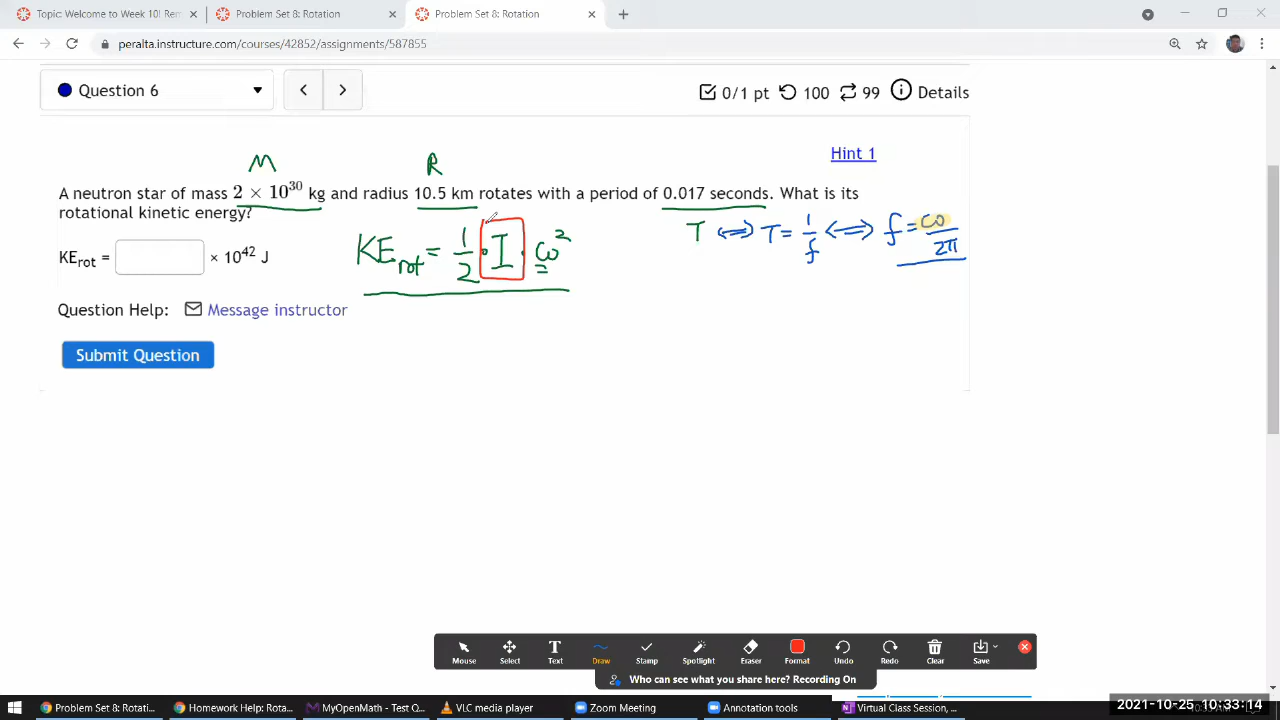 Topic: Welcome to Week 10! Rem
Problem Set 8: Rotation
Problem Set 8: Rotation
peralta.instructure.com/courses/42852/assignments/587855
Question 6
0/1 pt 100 99 Details
Hint 1
M R
A neutron star of mass 2 × 10^30 kg and radius 10.5 km rotates with a period of 0.017 seconds. What is its
rotational kinetic energy?
T ⟺ T = 1/f ⟺ f = ω/2π
KE_rot = 1/2 · I · ω²
KE_rot = × 10^42 J
Question Help: Message instructor
Submit Question
Mouse Select Text Draw Stamp Spotlight Eraser Format Undo Redo Clear Save
Who can see what you share here? Recording On
Problem Set 8: Rotati... Homework Help: Rota... MyOpenMath - Test Q... VLC media player Zoom Meeting Annotation tools Virtual Class Session, ...
2021-10-25 10:33:14